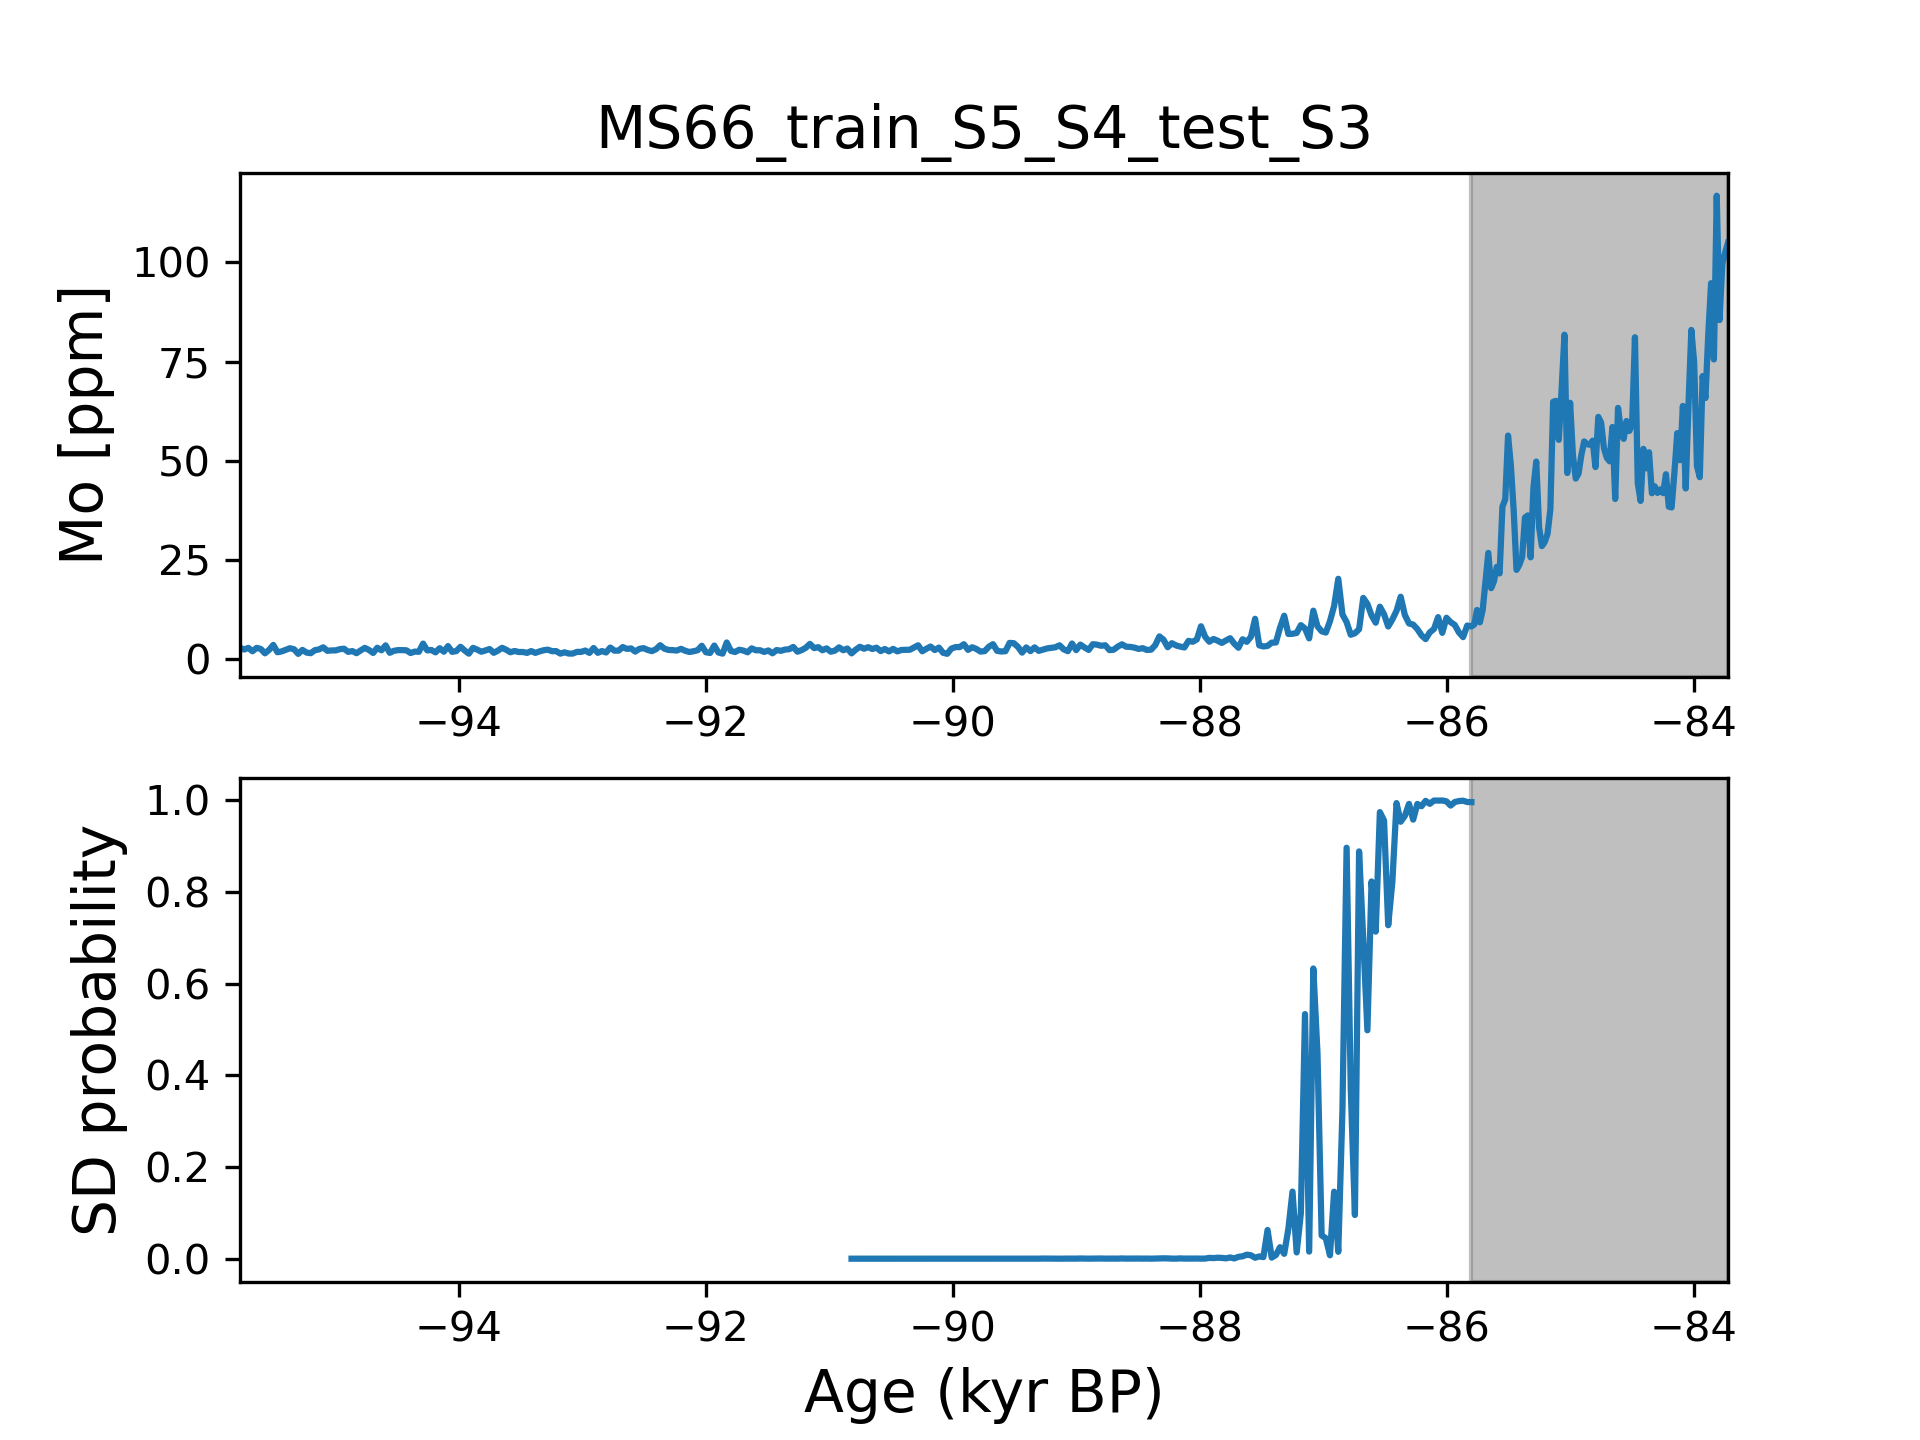 MS66_train_S5_S4_test_S3
Mo [ppm]
100
75
50
25
0
−94 −92 −90 −88 −86 −84
SD probability
1.0
0.8
0.6
0.4
0.2
0.0
−94 −92 −90 −88 −86 −84
Age (kyr BP)